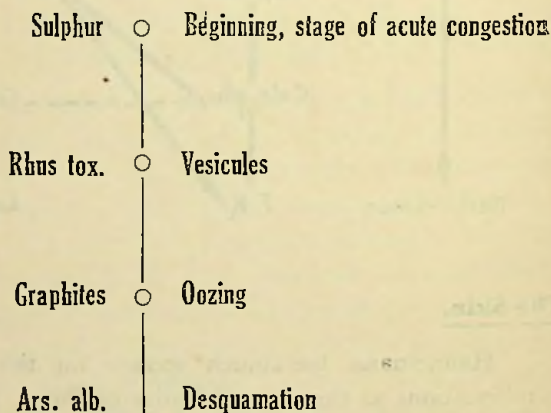 Sulphur Beginning, stage of acute congestion
Rhus tox. Vesicules
Graphites Oozing
Ars. alb. Desquamation